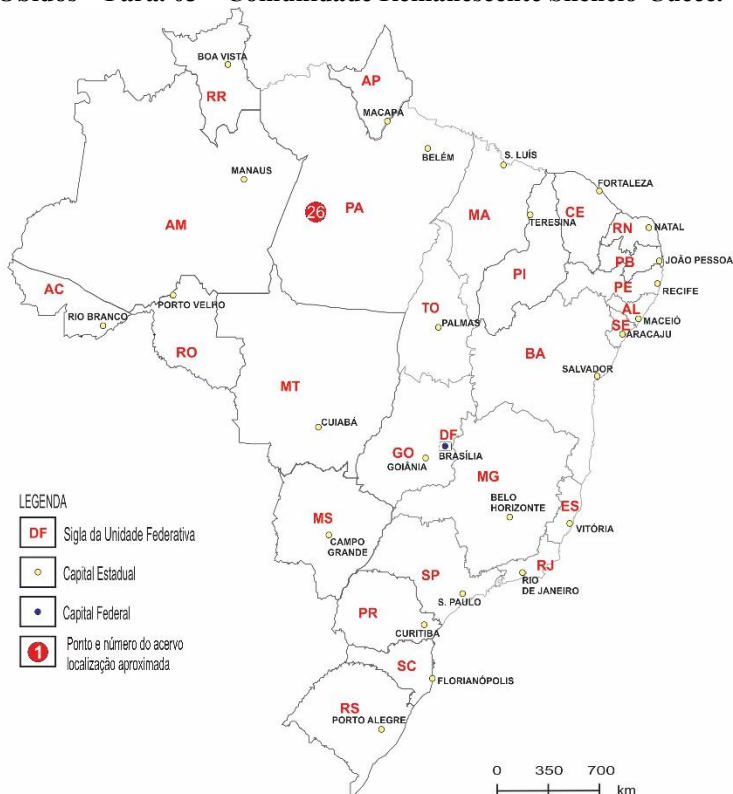 BOA VISTA
RR
AP
MACAPÁ
BELÉM
S. LUÍS
MANAUS
FORTALEZA
26
PA
MA
TERESINA
CE
RN
NATAL
AM
PB
JOÃO PESSOA
PI
PE
RECIFE
AC
PORTO VELHO
TO
AL
MACEIÓ
RIO BRANCO
PALMAS
SE
ARACAJU
RO
BA
SALVADOR
MT
CUIABÁ
DF
GO
BRASÍLIA
GOIÂNIA
MG
BELO
HORIZONTE
ES
VITÓRIA
MS
CAMPO
GRANDE
RJ
RIO
DE JANEIRO
SP
S. PAULO
PR
CURITIBA
SC
FLORIANÓPOLIS
RS
PORTO ALEGRE
LEGENDA
DF Sigla da Unidade Federativa
Capital Estadual
Capital Federal
1 Ponto e número do acervo
localização aproximada
0 350 700
km